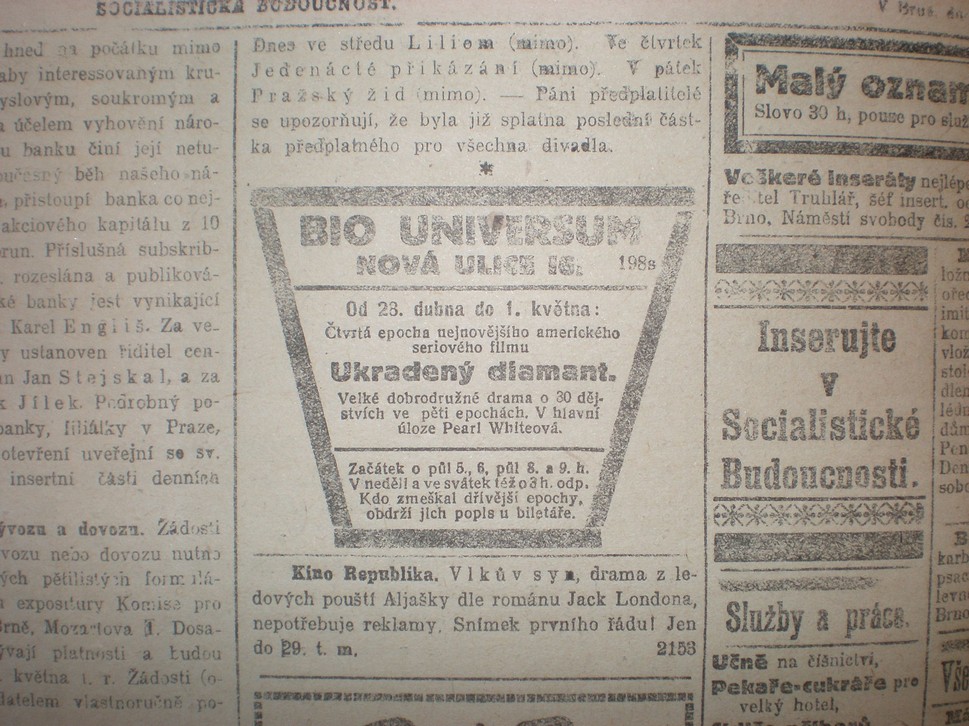 SOCIALISTICKÁ BUDOUCNOST.
V Brně
hned na počátku mimo
aby interessovaným kru-
yslovým, soukromým a
účelem vyhovění náro-
u banku činí její netu-
běh našeho ná-
přistoupí banka co nej-
akciového kapitálu z 10
Příslušná subskrib-
rozeslána a publiková-
ké banky jest vynikající
Karel Engliš. Za ve-
y ustanoven ředitel cen-
Jan Stejskal, a za
k Jílek. Podrobný po-
banky, filiálky v Praze,
otevření uveřejní se sv.
insertní části denních
ývozu a dovozu. Žádosti
vozu nebo dovozu nutno
ých pětilistých form
expositury Komise pro
Brně, Mozartova 1. Dosa-
ývají platnosti a budou
května t. r. Žádosti (o-
datelem vlastnoručně po-
Dnes ve středu Liliom (mimo). Ve čtvrtek
Jedenácté přikázání (mimo). V pátek
Pražský žid (mimo). — Páni předplatitelé
se upozorňují, že byla již splatna poslední část-
ka předplatného pro všechna divadla.
*
BIO UNIVERSUM
NOVÁ ULICE 16. 198s
Od 28. dubna do 1. května:
Čtvrtá epocha nejnovějšího amerického
seriového filmu
Ukradený diamant.
Velké dobrodružné drama o 30 děj-
stvích ve pěti epochách. V hlavní
úloze Pearl Whiteová.
Začátek o půl 5., 6, půl 8. a 9. h.
V neděli a ve svátek též o 3 h. odp.
Kdo zmeškal dřívější epochy,
obdrží jich popis u biletáře.
Kino Republika. Vlkův syn, drama z le-
dových pouští Aljašky dle románu Jack Londona,
nepotřebuje reklamy. Snímek prvního řádu! Jen
do 29. t. m. 2153
Malý oznam
Slovo 30 h, pouze pro služ
Veškeré inseráty nejlépe
ře tel Truhlář, šéf insert.
Brno, Náměstí svobody čís.
Inserujte
v
Socialistické
Budoucnosti.
Služby a práce.
Učně na číšnictví,
Pekaře-cukráře pro
velký hotel,